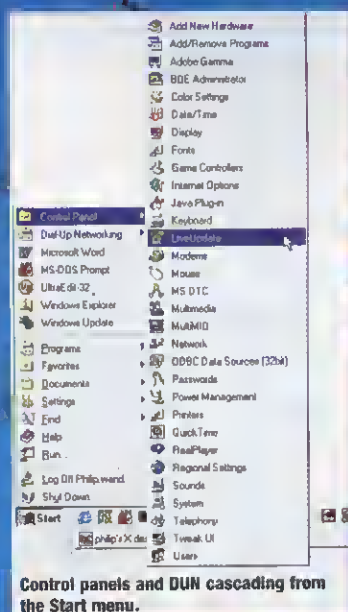 Add New Hardware
Add/Remove Programs
Adobe Gamma
BDE Administrator
Color Settings
Date/Time
Display
Fonts
Game Controllers
Internet Options
Java Plug-in
Keyboard
LiveUpdate
Modems
Mouse
MS DTC
Multimedia
MultiMID
Network
ODBC Data Sources (32bit)
Passwords
Power Management
Printers
QuickTime
RealPlayer
Regional Settings
Sounds
System
Telephony
Tweak UI
Users
Control Panel
Dial-Up Networking
Microsoft Word
MS-DOS Prompt
UltraEdit-32
Windows Explorer
Windows Update
Programs
Favorites
Documents
Settings
Find
Help
Run...
Log Off Philip.wand
Shut Down
Start
philip's X
Control panels and DUN cascading from
the Start menu.